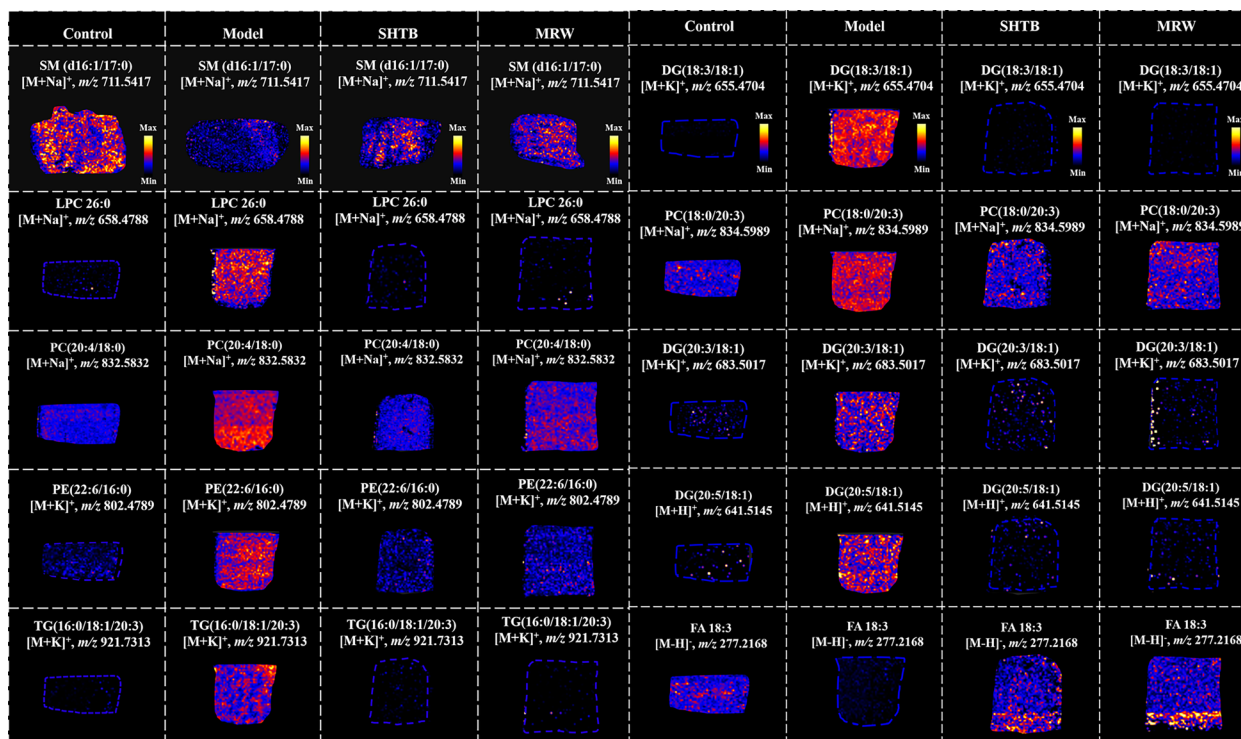 Control Model SHTB MRW Control Model SHTB MRW
SM (d16:1/17:0) SM (d16:1/17:0) SM (d16:1/17:0) SM (d16:1/17:0) DG(18:3/18:1) DG(18:3/18:1) DG(18:3/18:1) DG(18:3/18:1)
[M+Na]⁺, m/z 711.5417 [M+Na]⁺, m/z 711.5417 [M+Na]⁺, m/z 711.5417 [M+Na]⁺, m/z 711.5417 [M+K]⁺, m/z 655.4704 [M+K]⁺, m/z 655.4704 [M+K]⁺, m/z 655.4704 [M+K]⁺, m/z 655.4704
Max Max Max Max Max Max Max Max
Min Min Min Min Min Min Min Min
LPC 26:0 LPC 26:0 LPC 26:0 LPC 26:0 PC(18:0/20:3) PC(18:0/20:3) PC(18:0/20:3) PC(18:0/20:3)
[M+Na]⁺, m/z 658.4788 [M+Na]⁺, m/z 658.4788 [M+Na]⁺, m/z 658.4788 [M+Na]⁺, m/z 658.4788 [M+Na]⁺, m/z 834.5989 [M+Na]⁺, m/z 834.5989 [M+Na]⁺, m/z 834.5989 [M+Na]⁺, m/z 834.5989
PC(20:4/18:0) PC(20:4/18:0) PC(20:4/18:0) PC(20:4/18:0) DG(20:3/18:1) DG(20:3/18:1) DG(20:3/18:1) DG(20:3/18:1)
[M+Na]⁺, m/z 832.5832 [M+Na]⁺, m/z 832.5832 [M+Na]⁺, m/z 832.5832 [M+Na]⁺, m/z 832.5832 [M+K]⁺, m/z 683.5017 [M+K]⁺, m/z 683.5017 [M+K]⁺, m/z 683.5017 [M+K]⁺, m/z 683.5017
PE(22:6/16:0) PE(22:6/16:0) PE(22:6/16:0) PE(22:6/16:0) DG(20:5/18:1) DG(20:5/18:1) DG(20:5/18:1) DG(20:5/18:1)
[M+K]⁺, m/z 802.4789 [M+K]⁺, m/z 802.4789 [M+K]⁺, m/z 802.4789 [M+K]⁺, m/z 802.4789 [M+H]⁺, m/z 641.5145 [M+H]⁺, m/z 641.5145 [M+H]⁺, m/z 641.5145 [M+H]⁺, m/z 641.5145
TG(16:0/18:1/20:3) TG(16:0/18:1/20:3) TG(16:0/18:1/20:3) TG(16:0/18:1/20:3) FA 18:3 FA 18:3 FA 18:3 FA 18:3
[M+K]⁺, m/z 921.7313 [M+K]⁺, m/z 921.7313 [M+K]⁺, m/z 921.7313 [M+K]⁺, m/z 921.7313 [M-H]⁻, m/z 277.2168 [M-H]⁻, m/z 277.2168 [M-H]⁻, m/z 277.2168 [M-H]⁻, m/z 277.2168